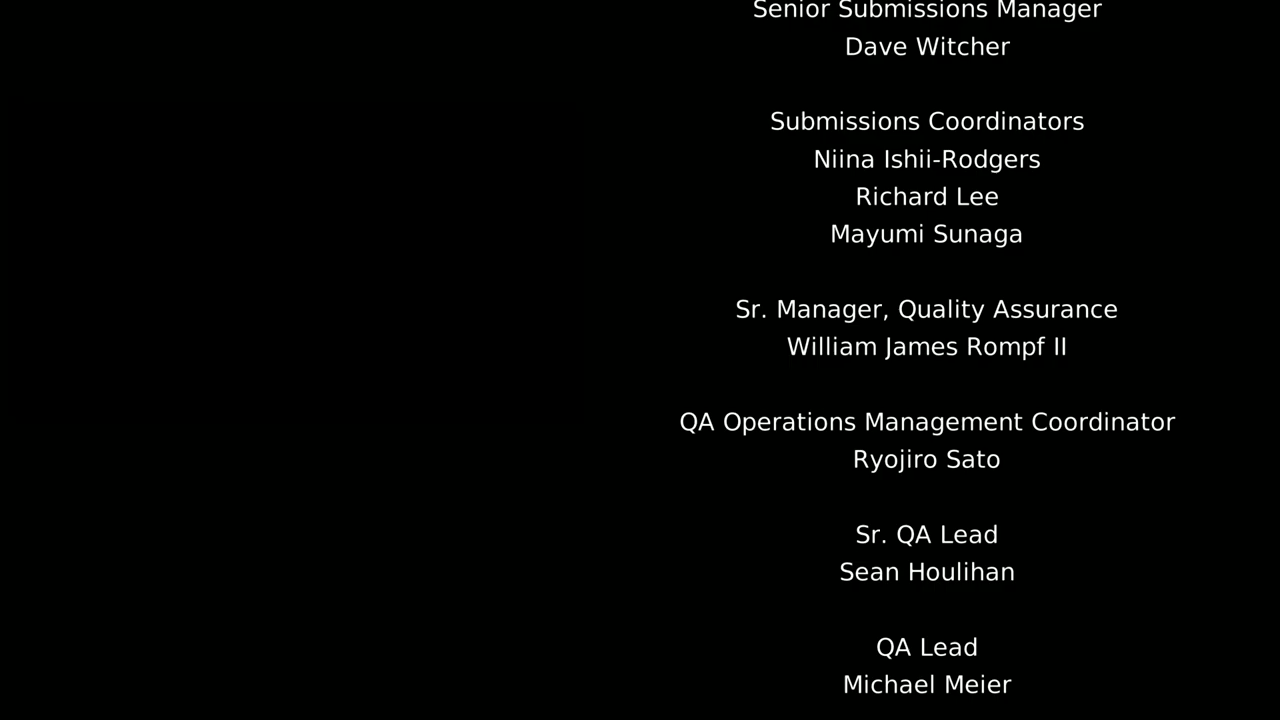 Senior Submissions Manager
Dave Witcher
Submissions Coordinators
Niina Ishii-Rodgers
Richard Lee
Mayumi Sunaga
Sr. Manager, Quality Assurance
William James Rompf II
QA Operations Management Coordinator
Ryojiro Sato
Sr. QA Lead
Sean Houlihan
QA Lead
Michael Meier